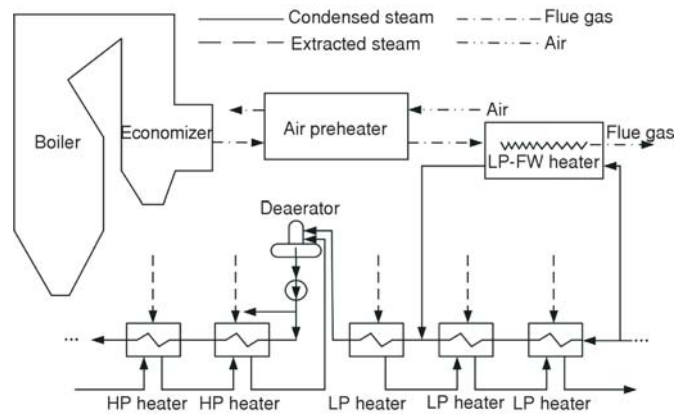 Condensed steam
Flue gas
Extracted steam
Air
Boiler
Economizer
Air preheater
Air
Flue gas
LP-FW heater
Deaerator
...
...
HP heater
HP heater
LP heater
LP heater
LP heater